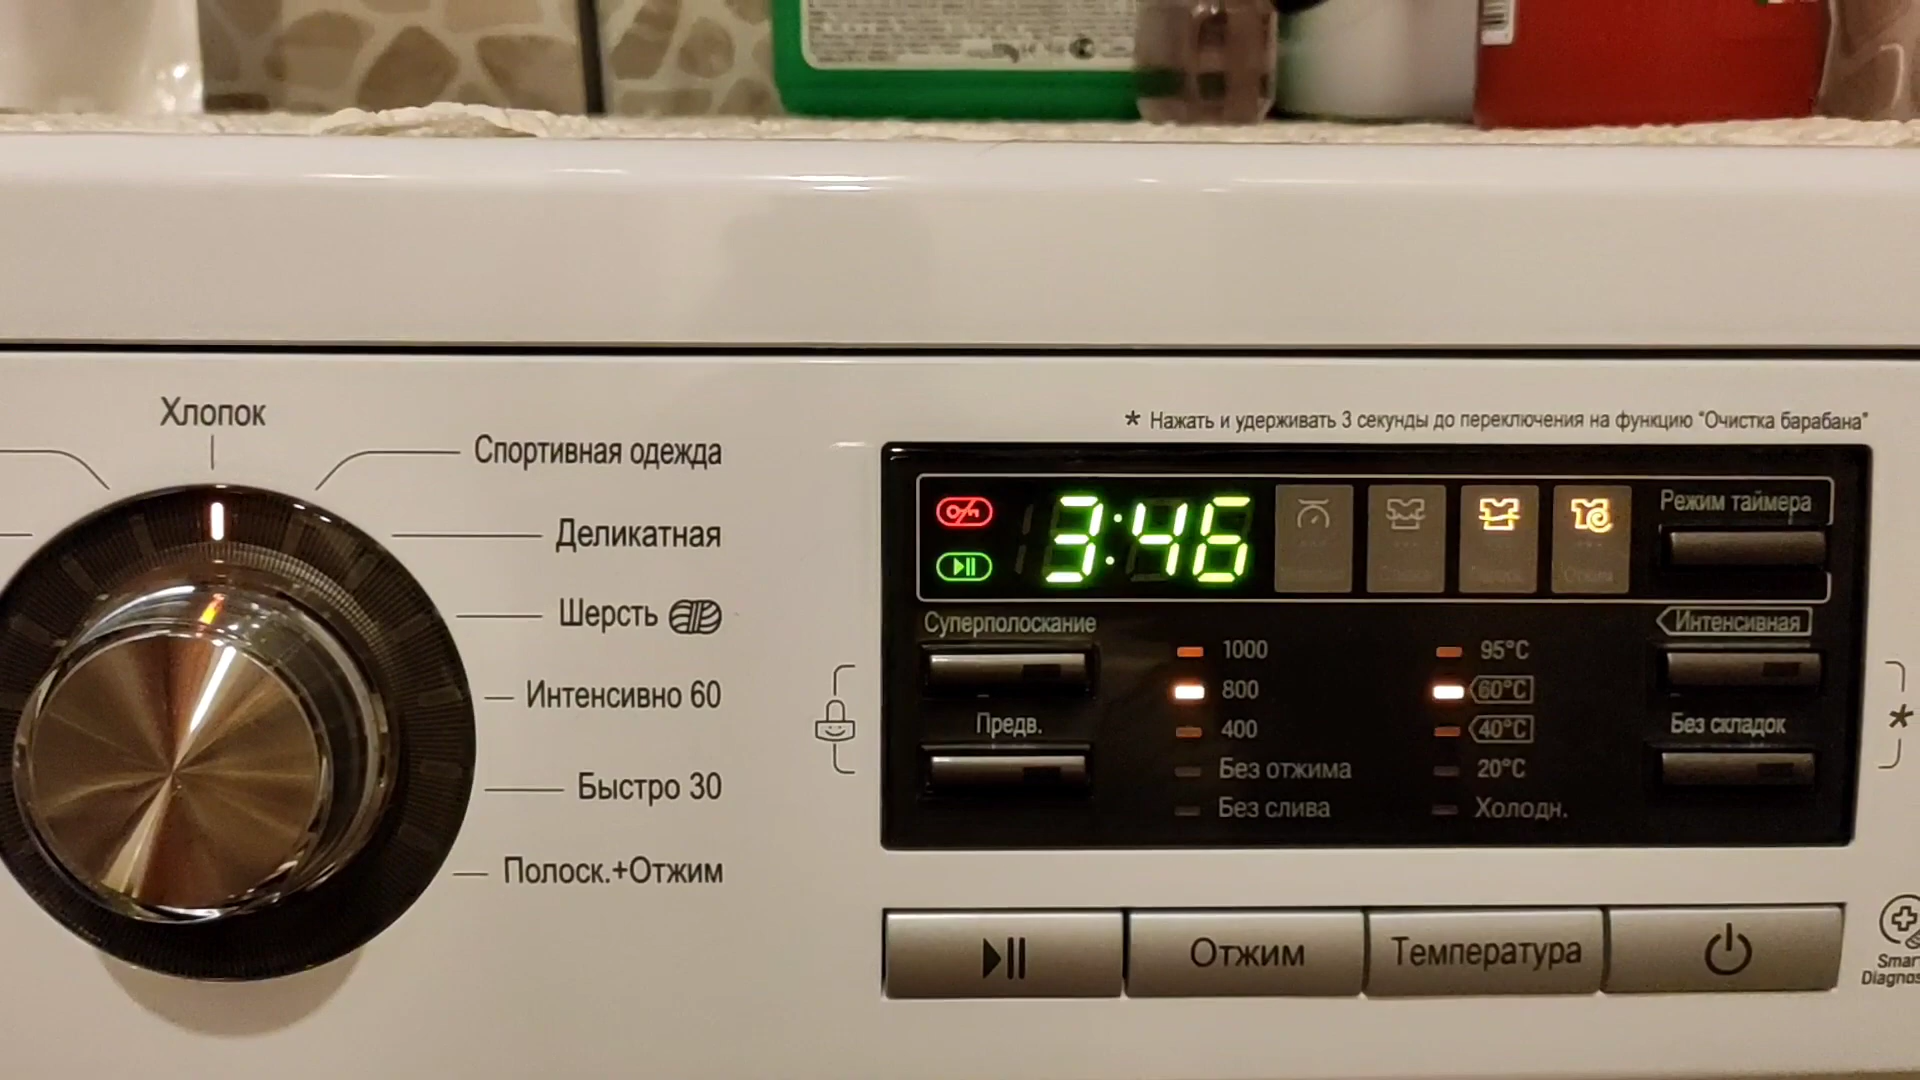 Хлопок
Спортивная одежда
Деликатная
Шерсть
Интенсивно 60
Быстро 30
Полоск.+Отжим
* Нажать и удерживать 3 секунды до переключения на функцию "Очистка барабана"
3:46
Режим таймера
Суперполоскание
Предв.
1000
800
400
Без отжима
Без слива
95°C
60°C
40°C
20°C
Холодн.
Интенсивная
Без складок
*
Отжим
Температура
Smar
Diagnos